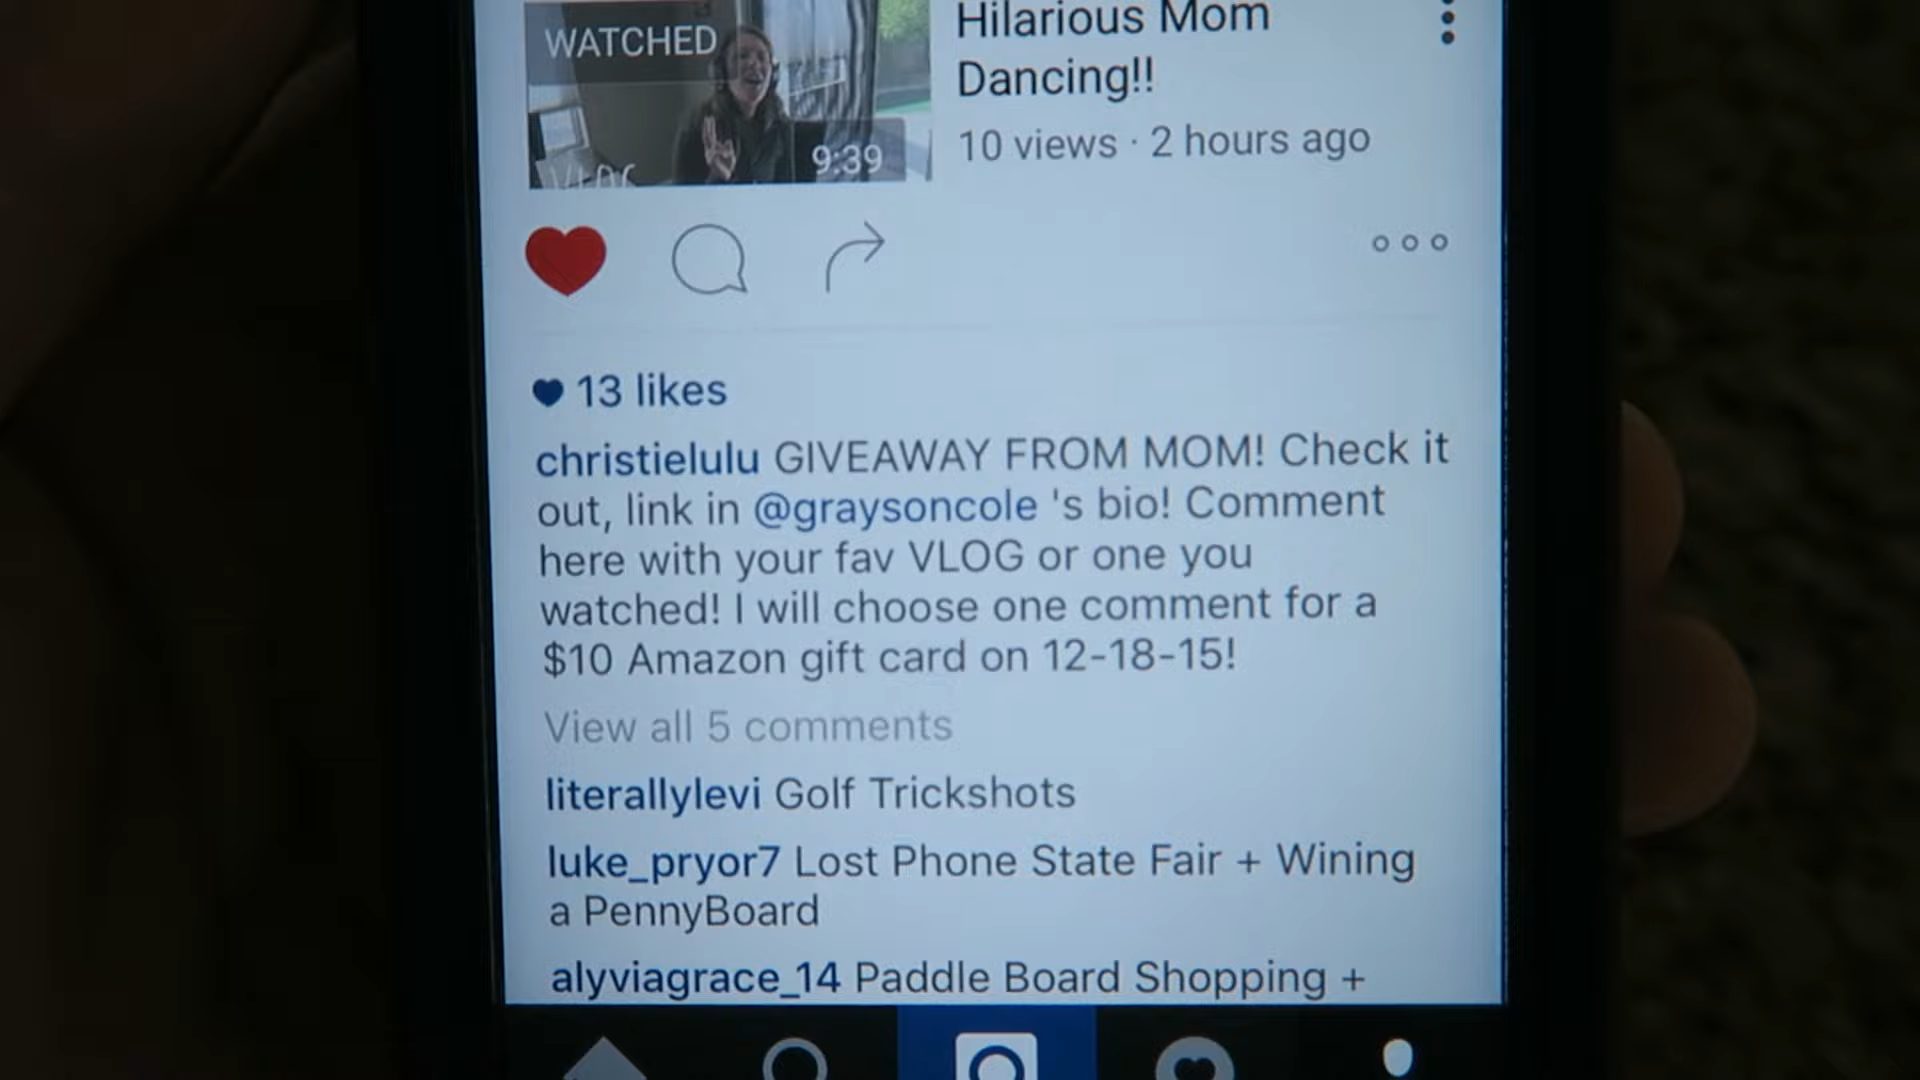 WATCHED
Hilarious Mom
Dancing!!
10 views · 2 hours ago
9:39
VLOG
13 likes
christielulu GIVEAWAY FROM MOM! Check it
out, link in @graysoncole 's bio! Comment
here with your fav VLOG or one you
watched! I will choose one comment for a
$10 Amazon gift card on 12-18-15!
View all 5 comments
literallylevi Golf Trickshots
luke_pryor7 Lost Phone State Fair + Wining
a PennyBoard
alyviagrace_14 Paddle Board Shopping +